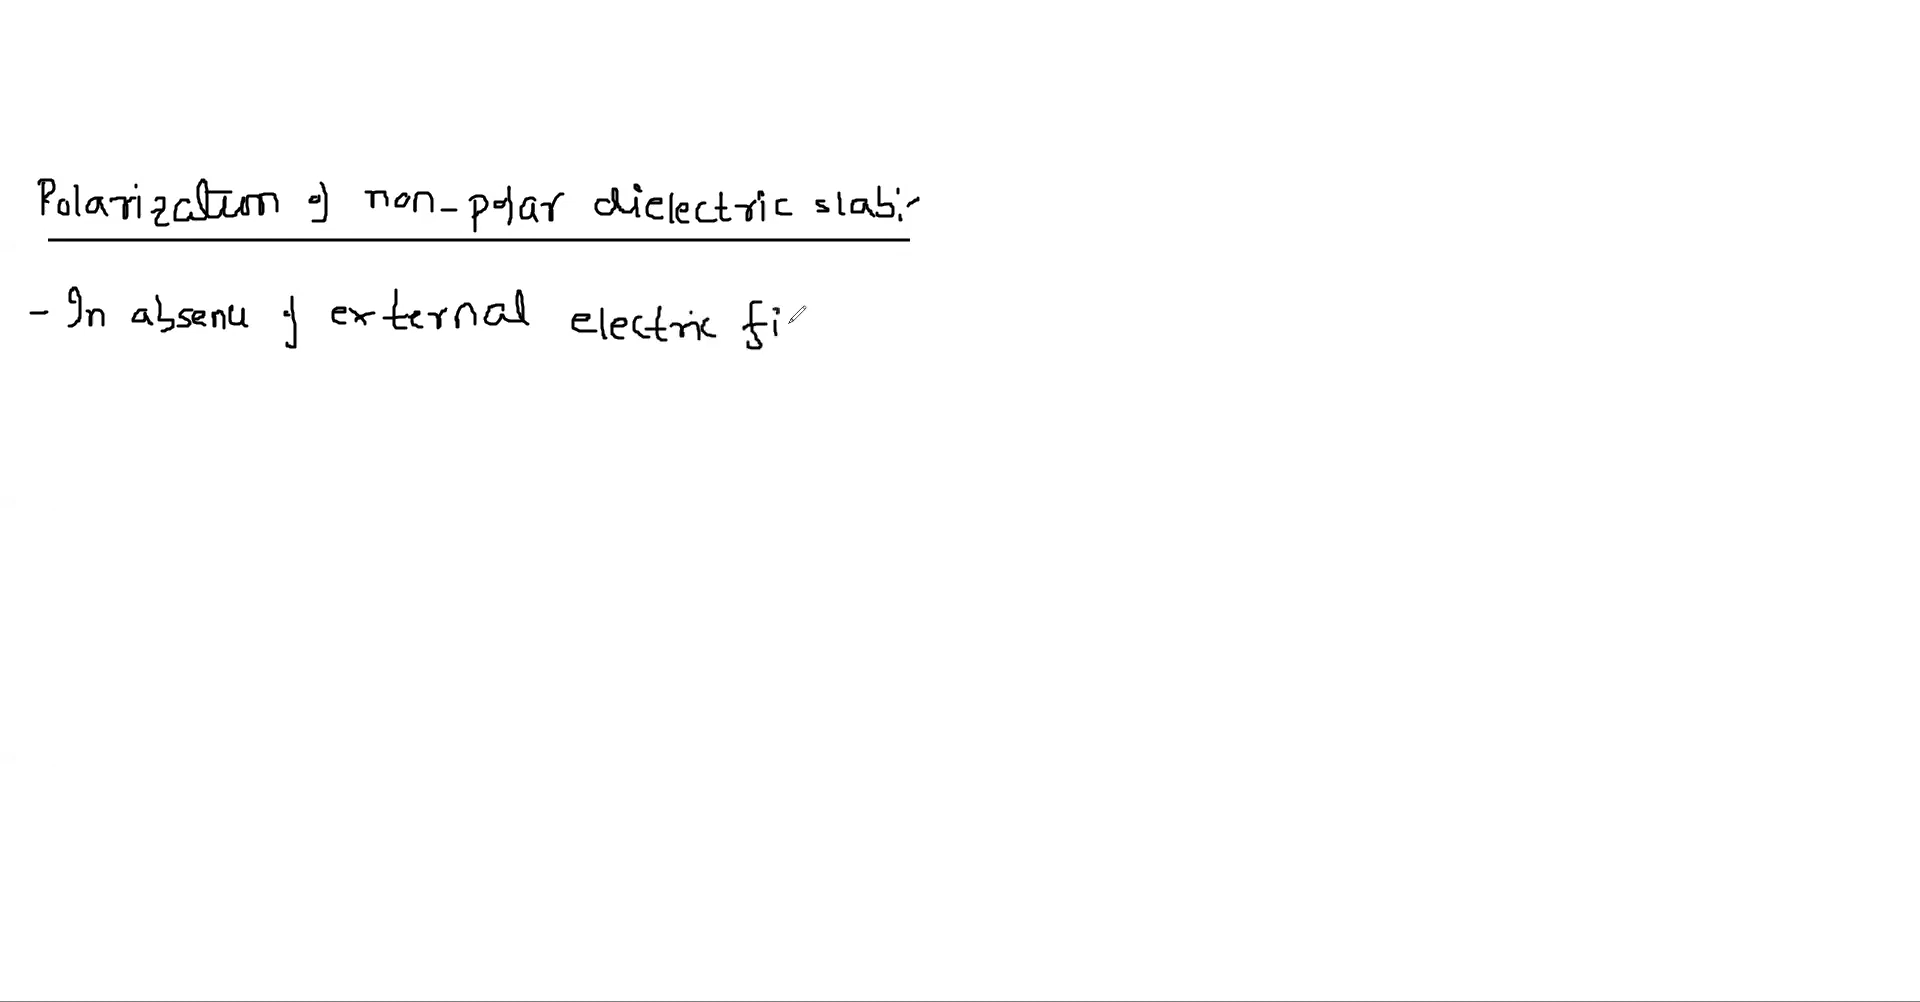 Polarization of non-polar dielectric slab:-
- In absence of external electric fi